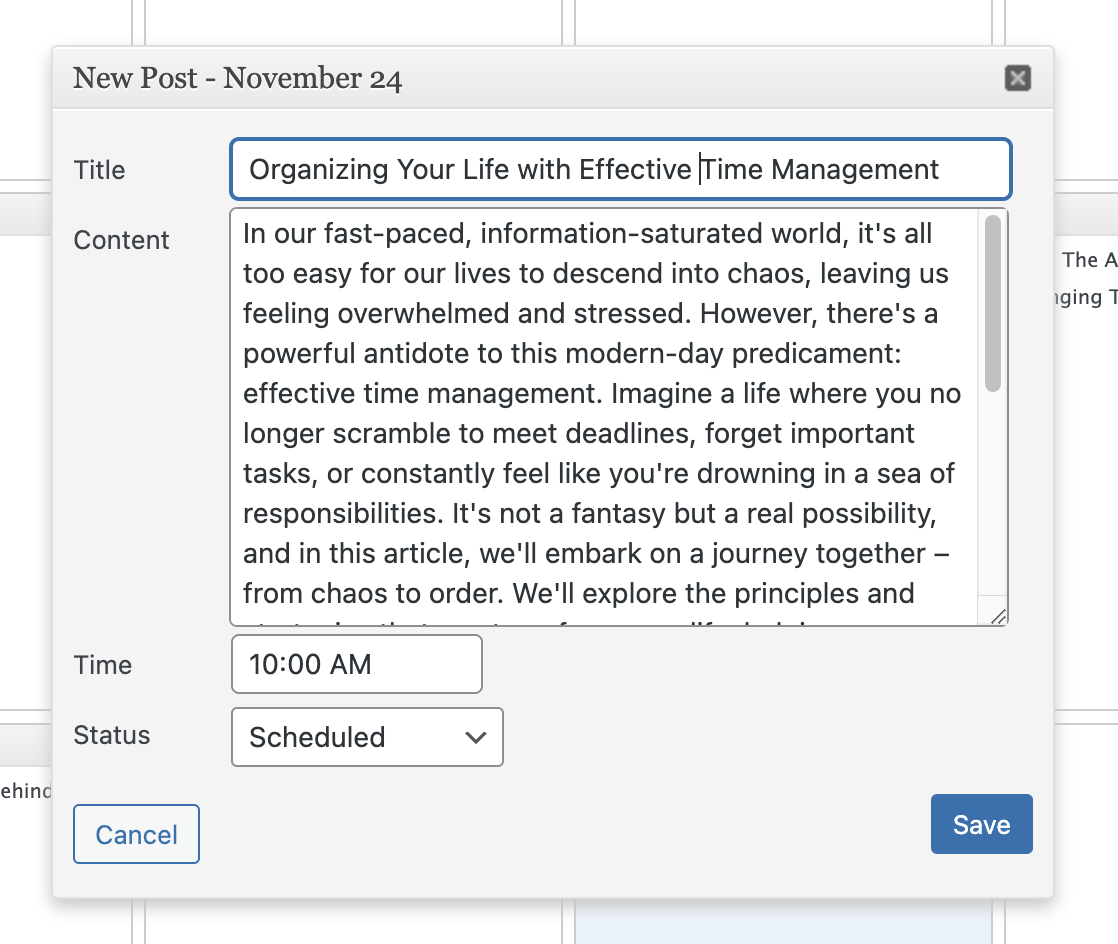 New Post - November 24
Title
Organizing Your Life with Effective Time Management
Content
In our fast-paced, information-saturated world, it's all
too easy for our lives to descend into chaos, leaving us
feeling overwhelmed and stressed. However, there's a
powerful antidote to this modern-day predicament:
effective time management. Imagine a life where you no
longer scramble to meet deadlines, forget important
tasks, or constantly feel like you're drowning in a sea of
responsibilities. It's not a fantasy but a real possibility,
and in this article, we'll embark on a journey together –
from chaos to order. We'll explore the principles and
The A
nging T
Time
10:00 AM
Status
Scheduled
ehind
Cancel
Save